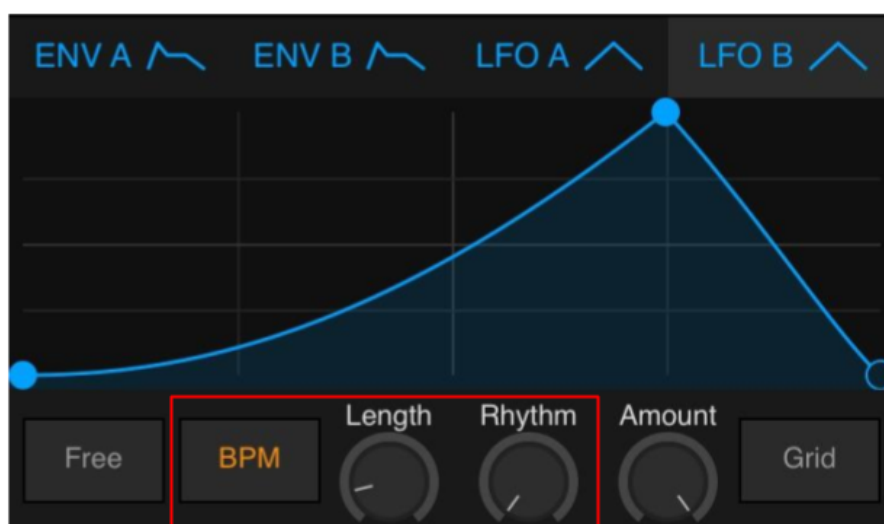 ENV A ENV B LFO A LFO B
Length Rhythm Amount
Free BPM Grid